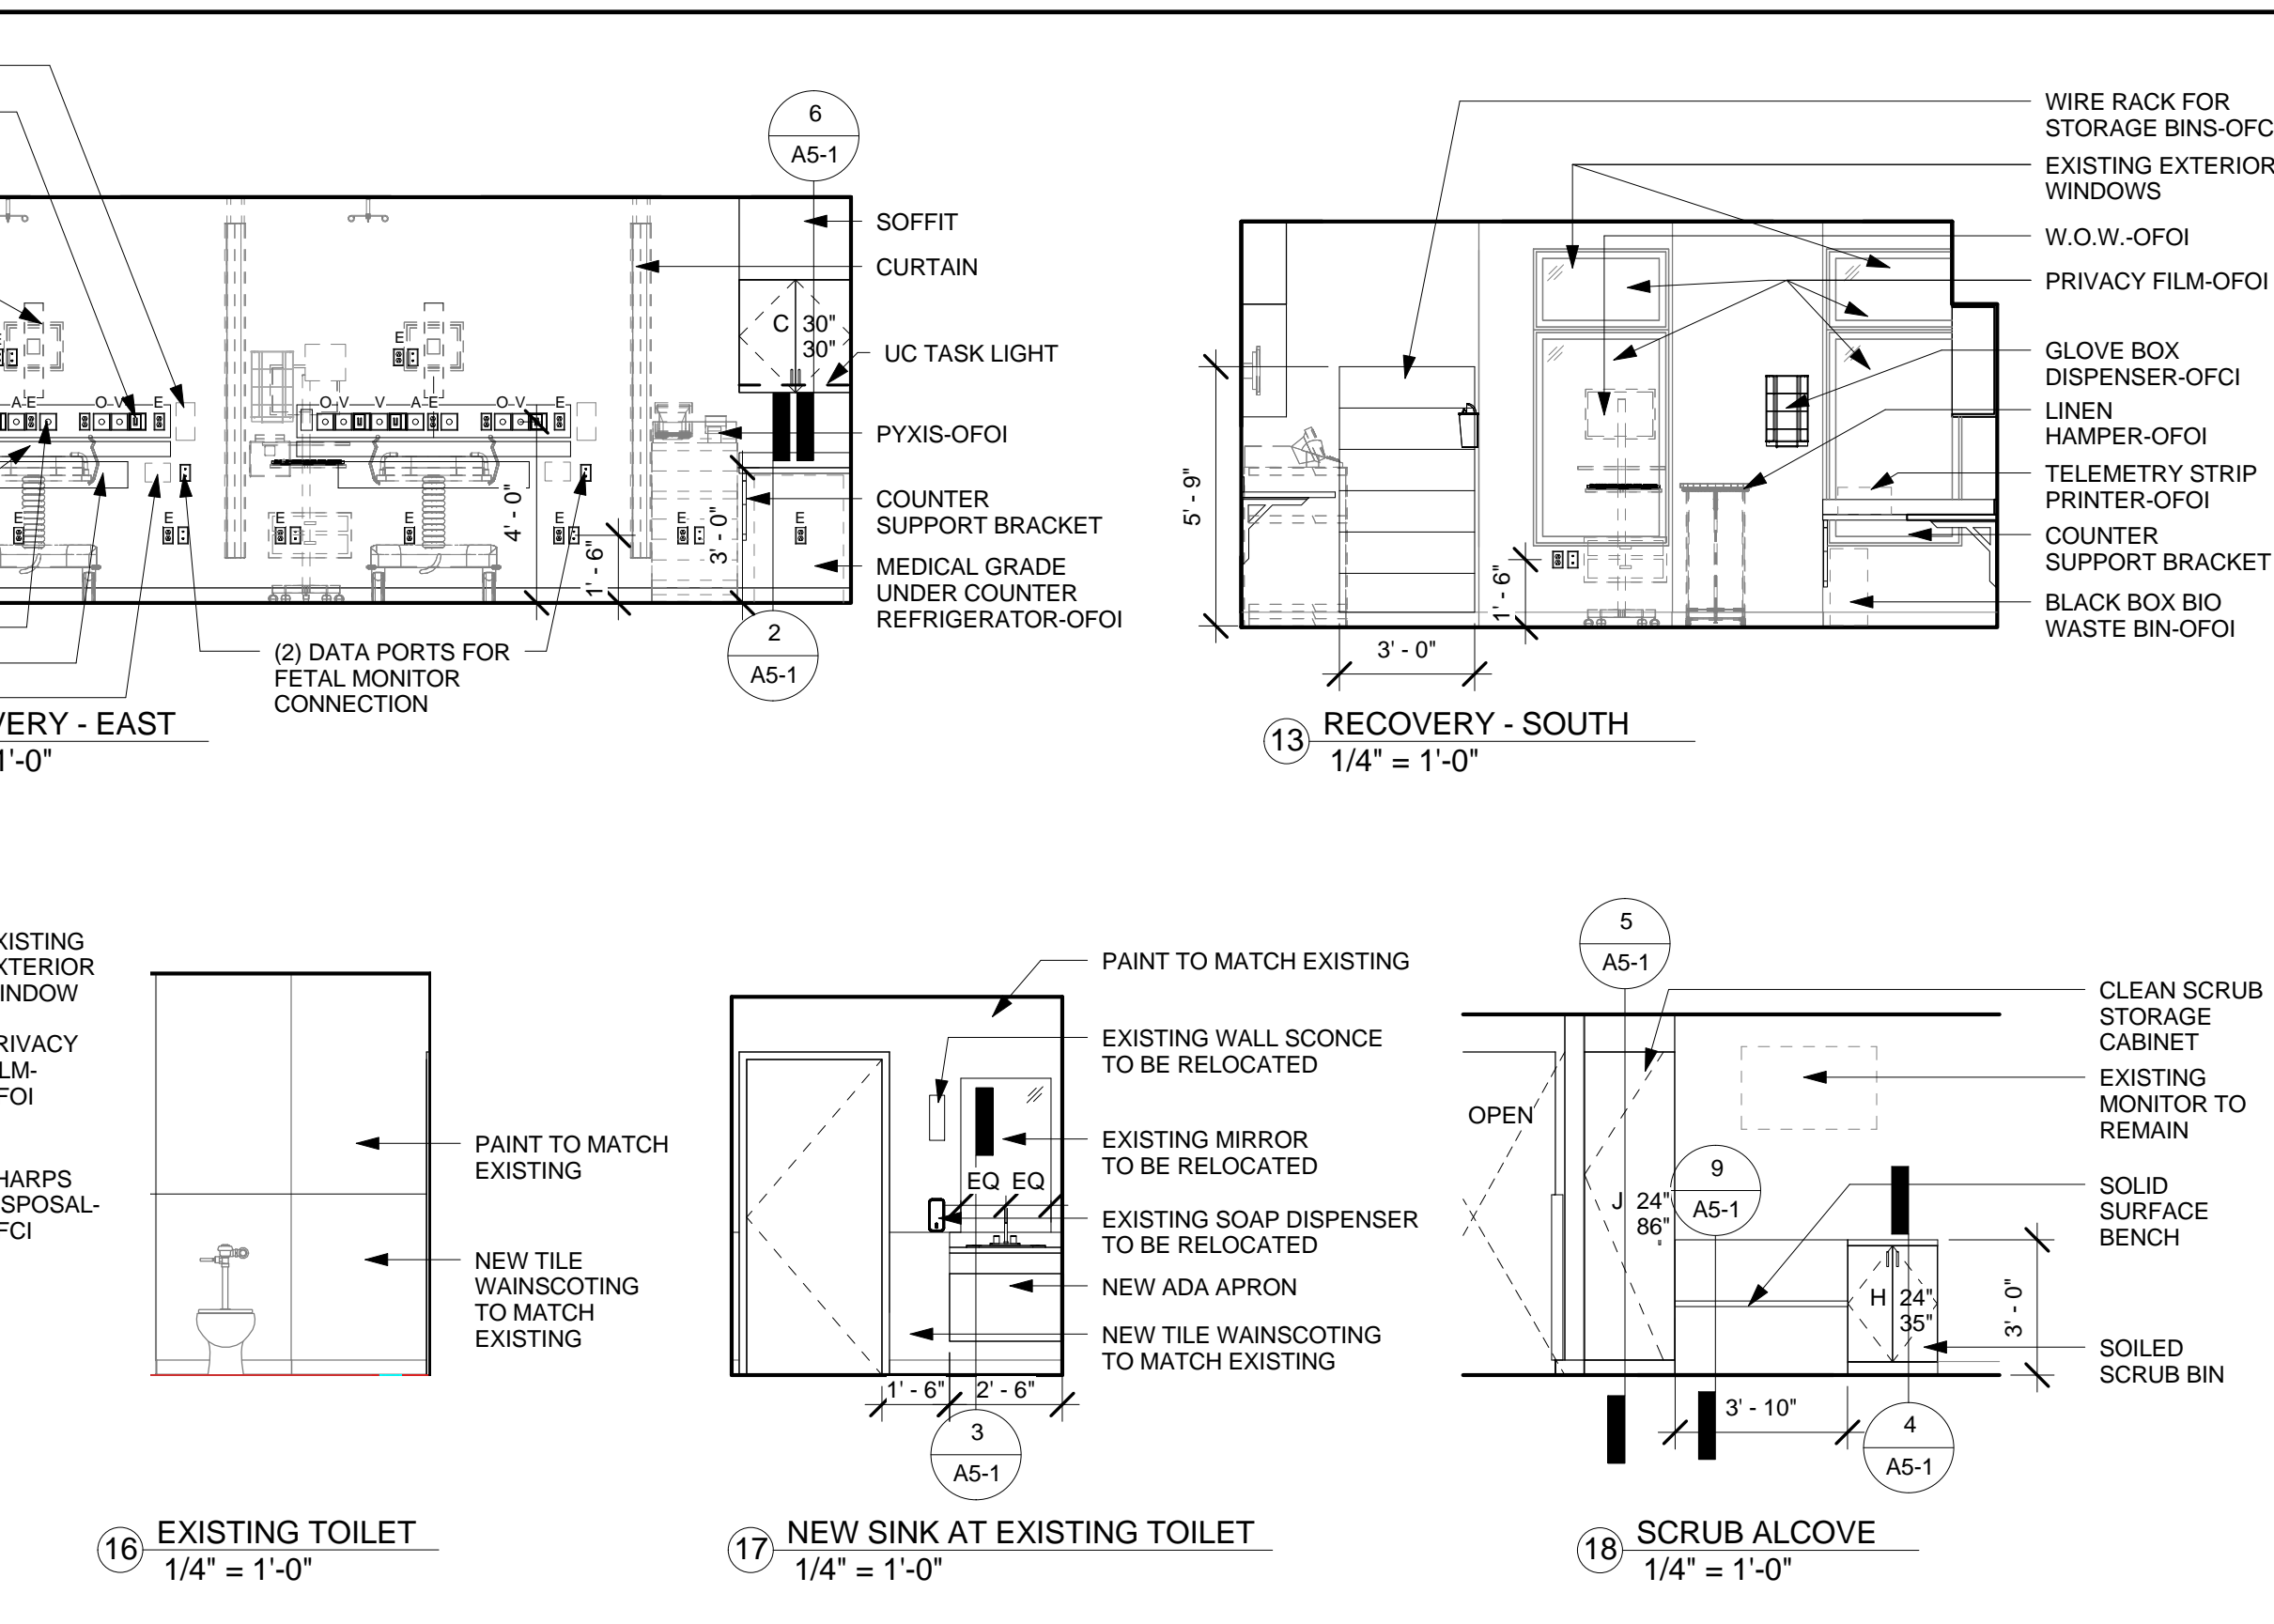 6
A5-1
SOFFIT
CURTAIN
C 30"
30"
UC TASK LIGHT
PYXIS-OFOI
COUNTER
SUPPORT BRACKET
MEDICAL GRADE
UNDER COUNTER
REFRIGERATOR-OFOI
E
E
A E
O V
E
O V
V
A E
O V
E
E
E
E
E
E
E
E
4' - 0"
1' - 6"
3' - 0"
2
A5-1
(2) DATA PORTS FOR
FETAL MONITOR
CONNECTION
VERY - EAST
1'-0"
WIRE RACK FOR
STORAGE BINS-OFC
EXISTING EXTERIOR
WINDOWS
W.O.W.-OFOI
PRIVACY FILM-OFOI
GLOVE BOX
DISPENSER-OFCI
LINEN
HAMPER-OFOI
TELEMETRY STRIP
PRINTER-OFOI
COUNTER
SUPPORT BRACKET
BLACK BOX BIO
WASTE BIN-OFOI
5' - 9"
1' - 6"
3' - 0"
13 RECOVERY - SOUTH
1/4" = 1'-0"
XISTING
XTERIOR
INDOW
RIVACY
LM-
FOI
HARPS
ISPOSAL-
FCI
PAINT TO MATCH
EXISTING
NEW TILE
WAINSCOTING
TO MATCH
EXISTING
16 EXISTING TOILET
1/4" = 1'-0"
PAINT TO MATCH EXISTING
EXISTING WALL SCONCE
TO BE RELOCATED
EXISTING MIRROR
TO BE RELOCATED
EQ EQ
EXISTING SOAP DISPENSER
TO BE RELOCATED
NEW ADA APRON
NEW TILE WAINSCOTING
TO MATCH EXISTING
1' - 6" 2' - 6"
3
A5-1
17 NEW SINK AT EXISTING TOILET
1/4" = 1'-0"
5
A5-1
OPEN
CLEAN SCRUB
STORAGE
CABINET
EXISTING
MONITOR TO
REMAIN
9
A5-1
J 24"
86"
SOLID
SURFACE
BENCH
H 24"
35"
3' - 0"
SOILED
SCRUB BIN
3' - 10"
4
A5-1
18 SCRUB ALCOVE
1/4" = 1'-0"